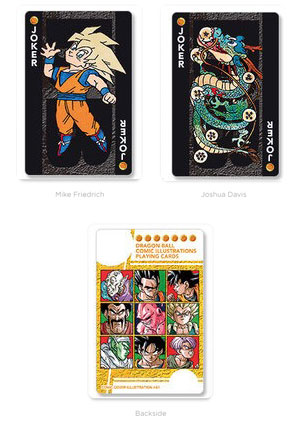 JOKER
JOKER
JOKER
JOKER
Mike Friedrich
Joshua Davis
DRAGON BALL
COMIC ILLUSTRATIONS
PLAYING CARDS
Backside